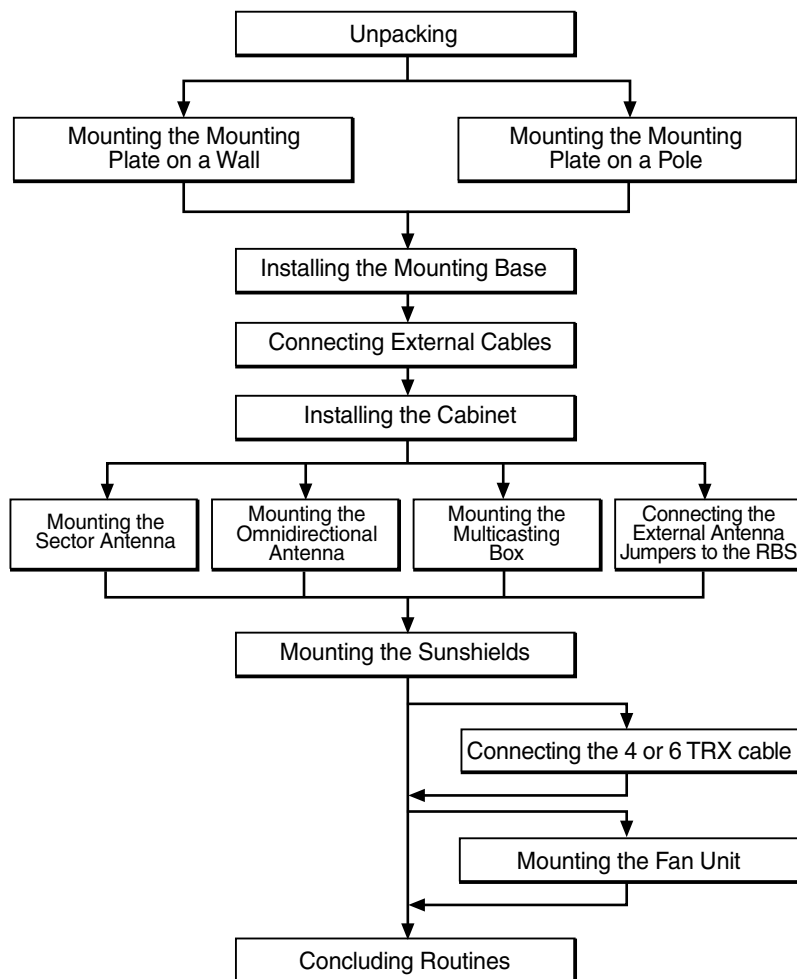 Unpacking
Mounting the Mounting
Plate on a Wall
Mounting the Mounting
Plate on a Pole
Installing the Mounting Base
Connecting External Cables
Installing the Cabinet
Mounting the
Sector Antenna
Mounting the
Omnidirectional
Antenna
Mounting the
Multicasting
Box
Connecting the
External Antenna
Jumpers to the RBS
Mounting the Sunshields
Connecting the 4 or 6 TRX cable
Mounting the Fan Unit
Concluding Routines